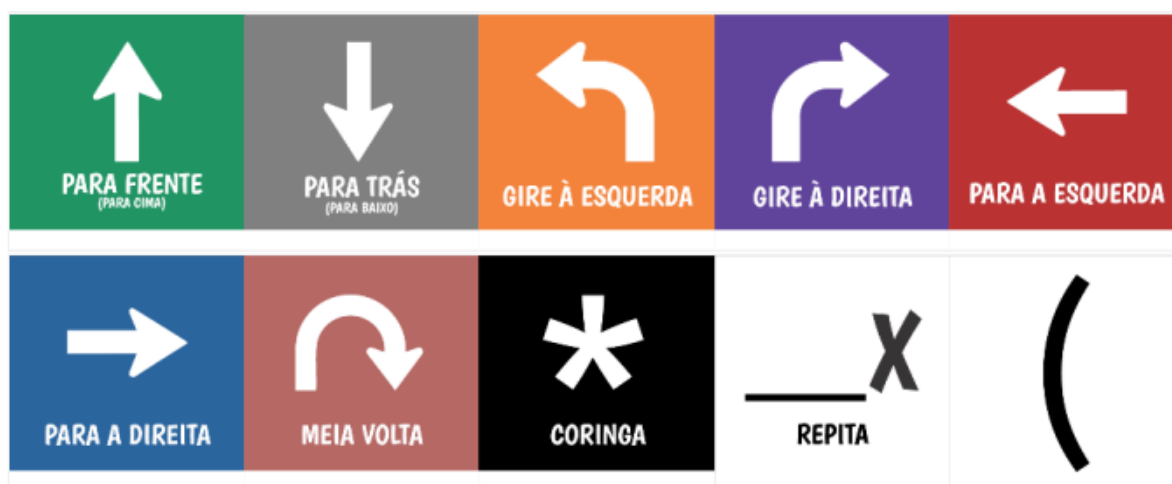 PARA FRENTE
(PARA CIMA)
PARA TRÁS
(PARA BAIXO)
GIRE À ESQUERDA
GIRE À DIREITA
PARA A ESQUERDA
PARA A DIREITA
MEIA VOLTA
*
CORINGA
___X
REPITA
(